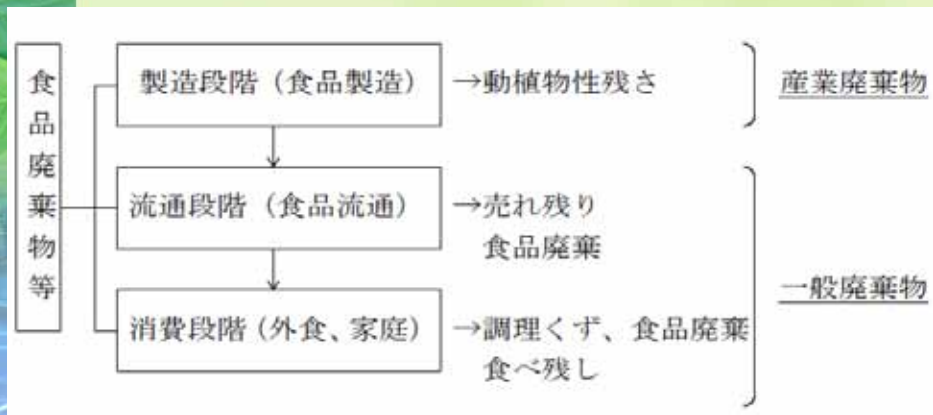 食品廃棄物等
製造段階（食品製造）
→動植物性残さ
産業廃棄物
流通段階（食品流通）
→売れ残り
食品廃棄
一般廃棄物
消費段階（外食、家庭）
→調理くず、食品廃棄
食べ残し